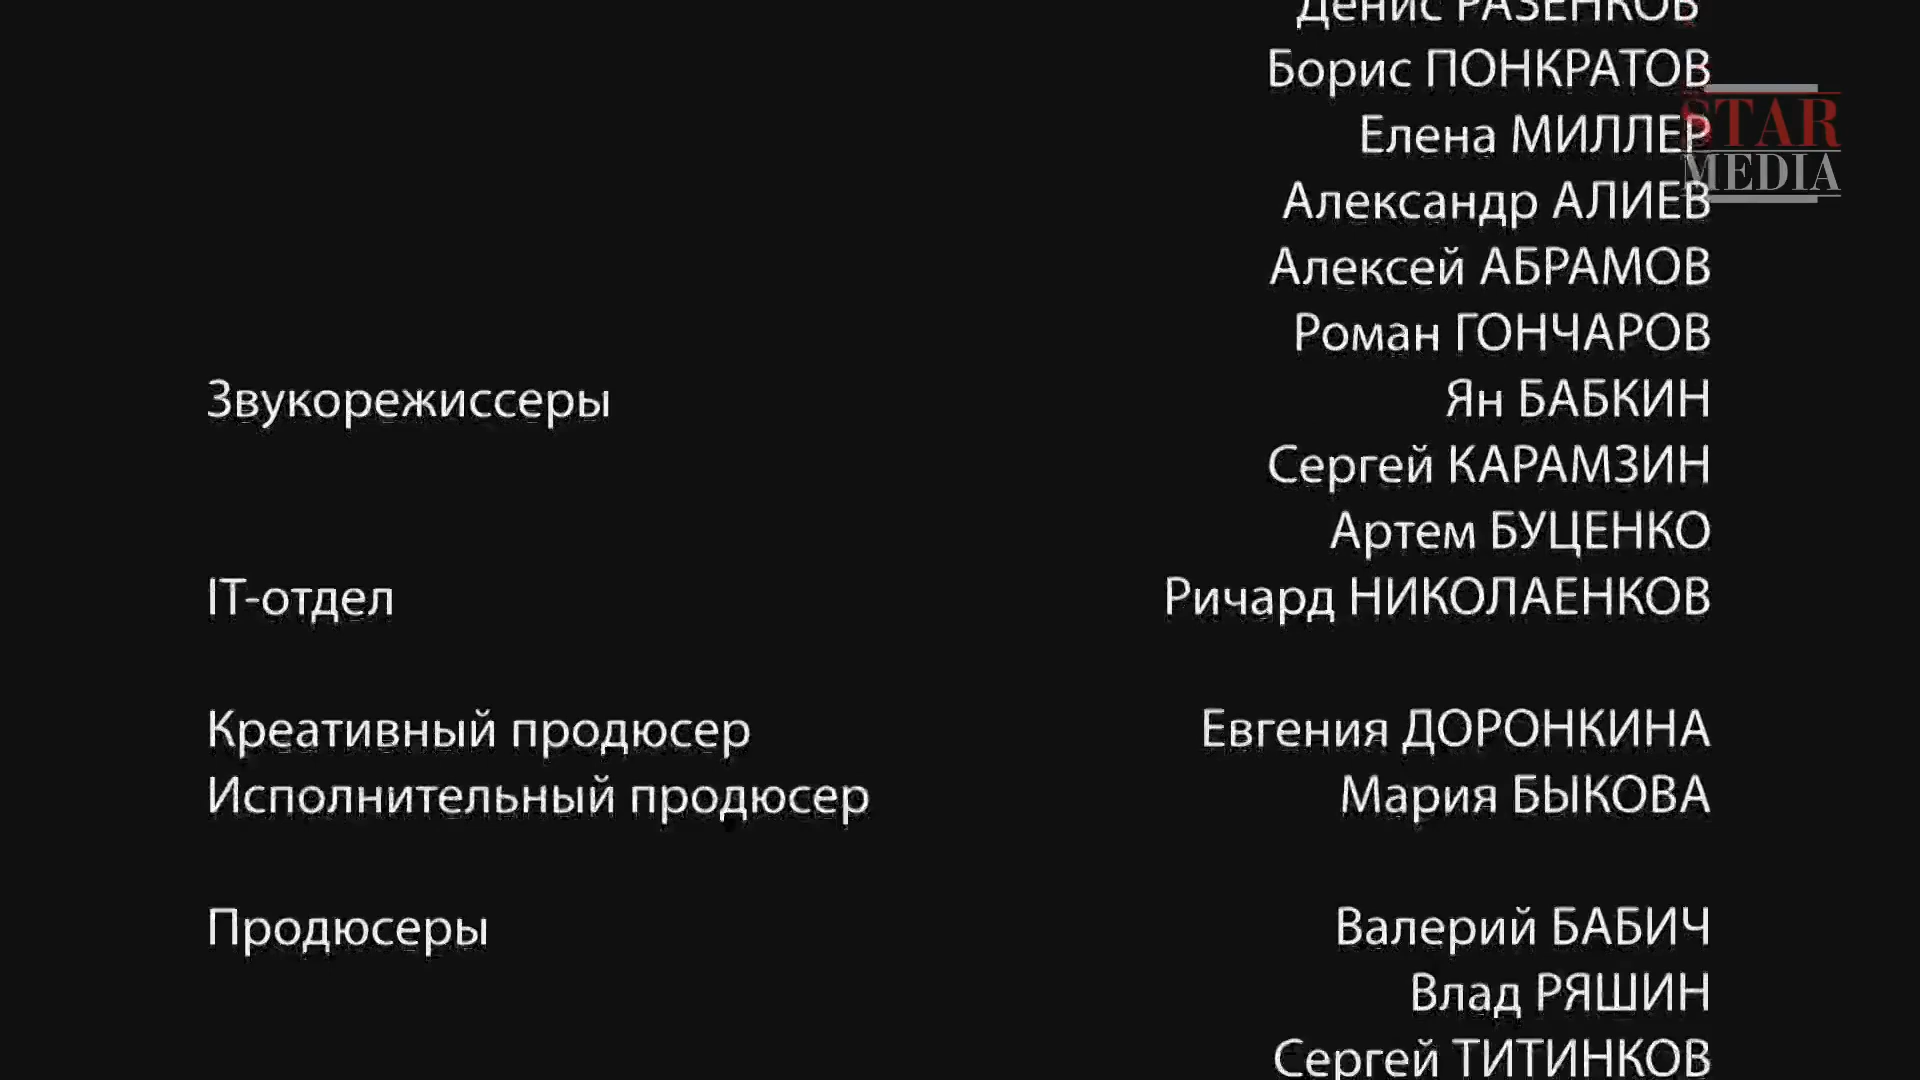 Денис РАЗЕНКОВ
Борис ПОНКРАТОВ
Елена МИЛЛЕР
STAR
MEDIA
Александр АЛИЕВ
Алексей АБРАМОВ
Роман ГОНЧАРОВ
Звукорежиссеры Ян БАБКИН
Сергей КАРАМЗИН
Артем БУЦЕНКО
IT-отдел Ричард НИКОЛАЕНКОВ
Креативный продюсер Евгения ДОРОНКИНА
Исполнительный продюсер Мария БЫКОВА
Продюсеры Валерий БАБИЧ
Влад РЯШИН
Сергей ТИТИНКОВ